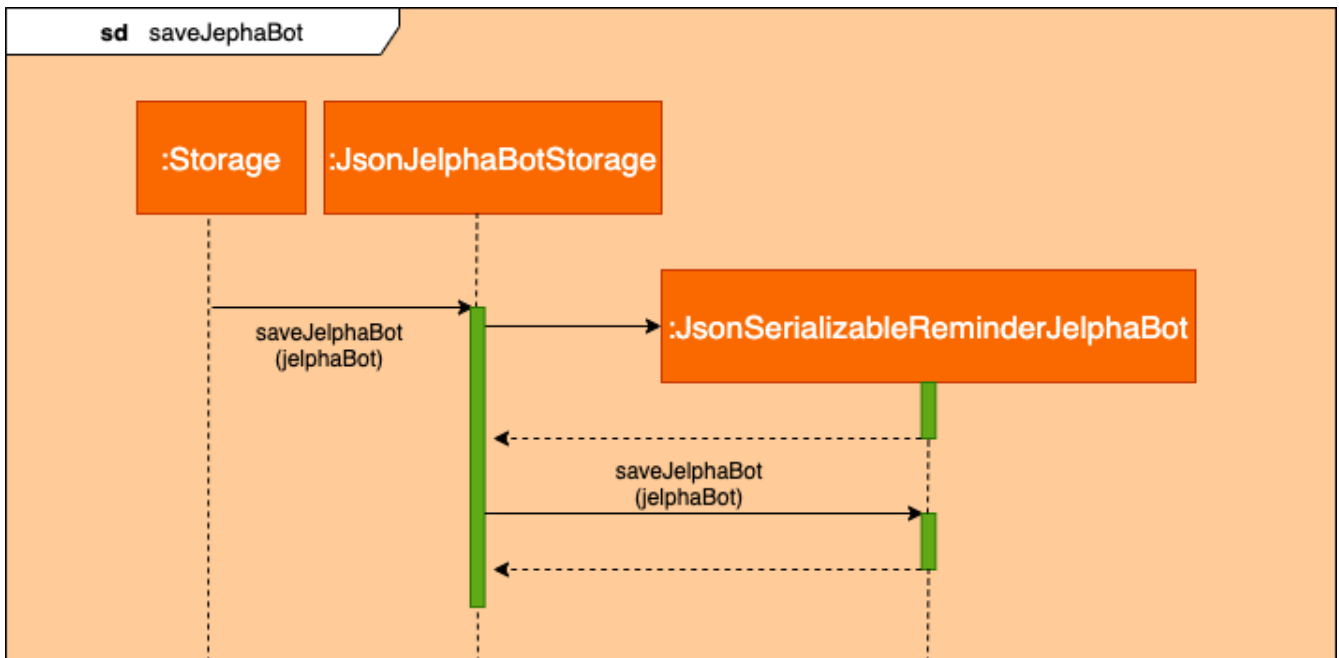 sd saveJephaBot
:Storage
:JsonJelphaBotStorage
:JsonSerializableReminderJelphaBot
saveJelphaBot
(jelphaBot)
saveJelphaBot
(jelphaBot)